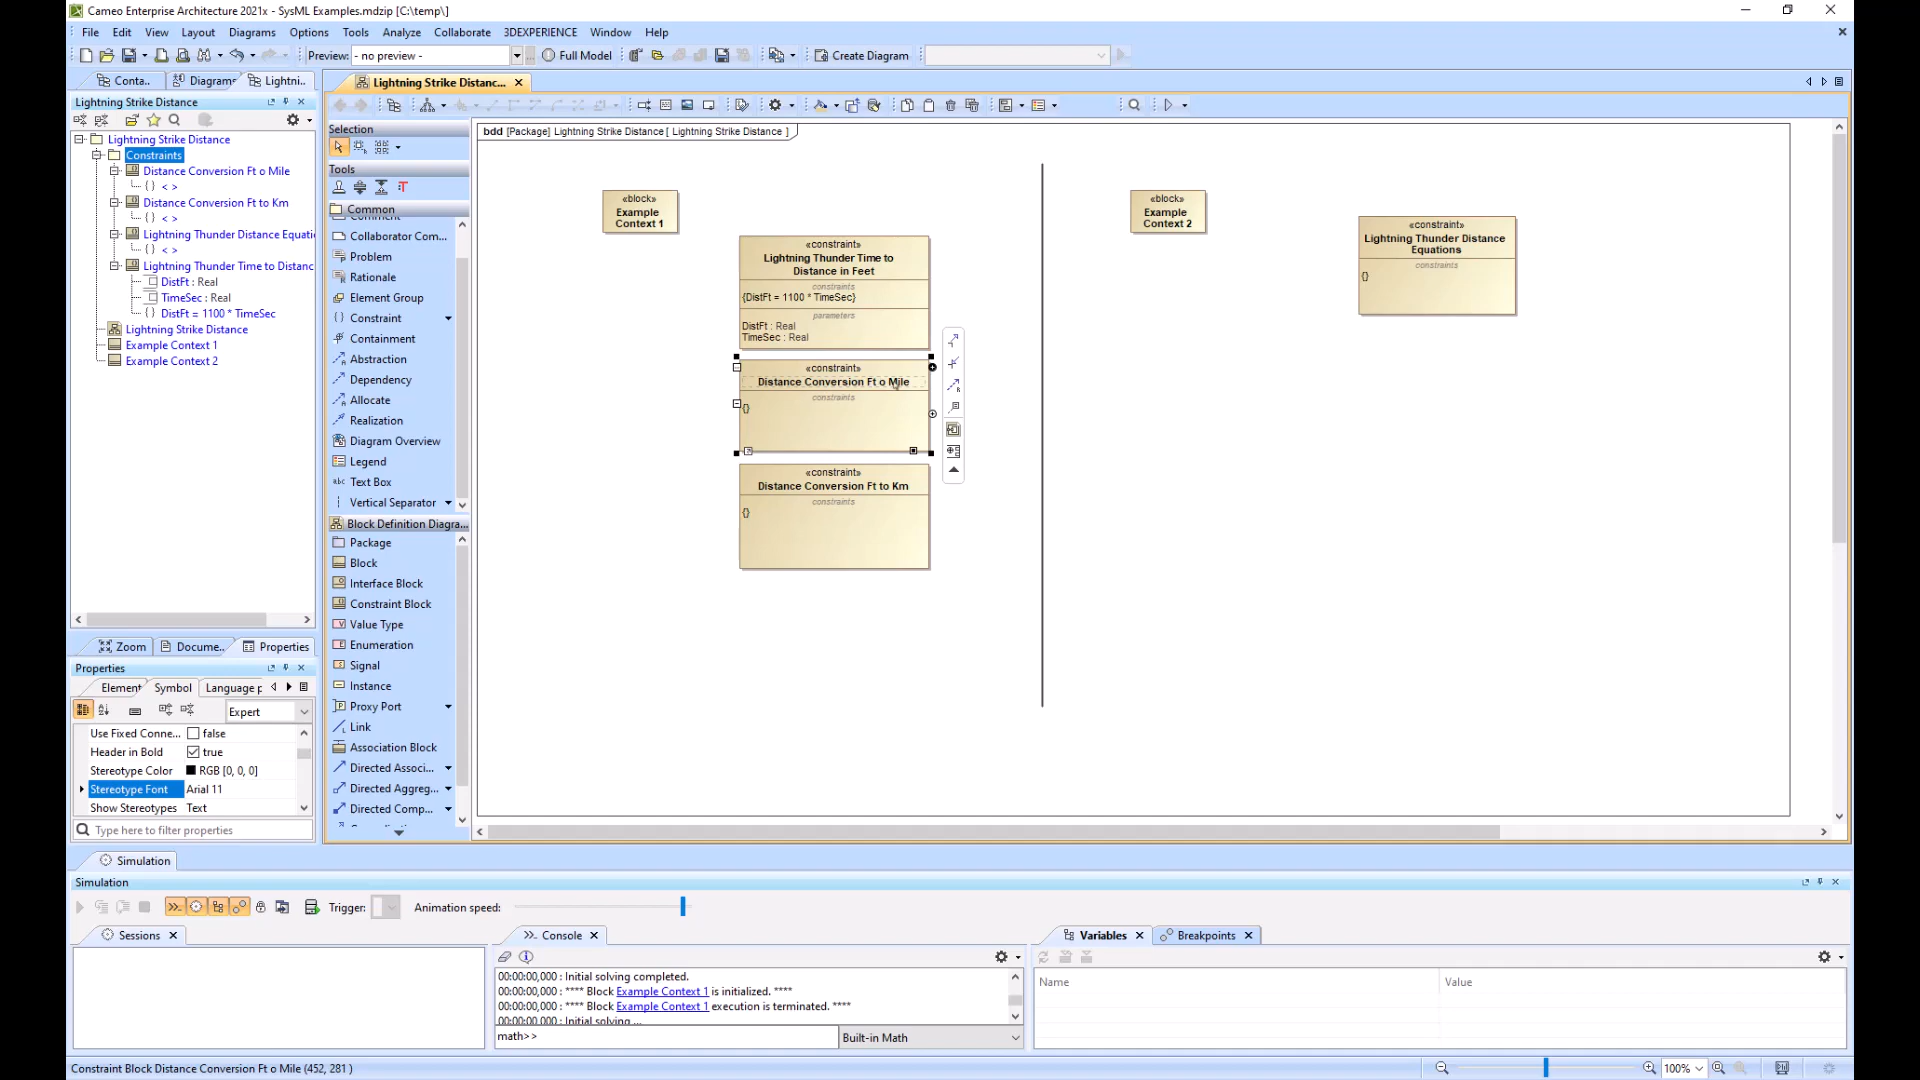 Cameo Enterprise Architecture 2021x - SysML Examples.mdzip [C:\temp\]
File Edit View Layout Diagrams Options Tools Analyze Collaborate 3DEXPERIENCE Window Help
Preview: - no preview - Full Model Create Diagram
Conta.. Diagrams Lightni..
Lightning Strike Distance
Lightning Strike Distance
Constraints
Distance Conversion Ft o Mile
{ } < >
Distance Conversion Ft to Km
{ } < >
Lightning Thunder Distance Equati
{ } < >
Lightning Thunder Time to Distanc
DistFt : Real
TimeSec : Real
{ } DistFt = 1100 * TimeSec
Lightning Strike Distance
Example Context 1
Example Context 2
Zoom Docume.. Properties
Properties
Element Symbol Language p
Expert
Use Fixed Conne... false
Header in Bold true
Stereotype Color RGB [0, 0, 0]
Stereotype Font Arial 11
Show Stereotypes Text
Type here to filter properties
Lightning Strike Distanc...
Selection
Tools
Common
Comment
Collaborator Com...
Problem
Rationale
Element Group
{ } Constraint
Containment
Abstraction
Dependency
Allocate
Realization
Diagram Overview
Legend
abc Text Box
Vertical Separator
Block Definition Diagra...
Package
Block
Interface Block
Constraint Block
Value Type
Enumeration
Signal
Instance
Proxy Port
Link
Association Block
Directed Associ...
Directed Aggreg...
Directed Comp...
bdd [Package] Lightning Strike Distance [ Lightning Strike Distance ]
«block»
Example
Context 1
«constraint»
Lightning Thunder Time to
Distance in Feet
constraints
{DistFt = 1100 * TimeSec}
parameters
DistFt : Real
TimeSec : Real
«constraint»
Distance Conversion Ft o Mile
constraints
{}
«constraint»
Distance Conversion Ft to Km
constraints
{}
«block»
Example
Context 2
«constraint»
Lightning Thunder Distance
Equations
constraints
{}
Simulation
Simulation
Trigger: Animation speed:
Sessions
Console
00:00:00,000 : Initial solving completed.
00:00:00,000 : **** Block Example Context 1 is initialized. ****
00:00:00,000 : **** Block Example Context 1 execution is terminated. ****
00:00:00,000 : Initial solving ...
math>> Built-in Math
Variables Breakpoints
Name Value
Constraint Block Distance Conversion Ft o Mile (452, 281 )
100%